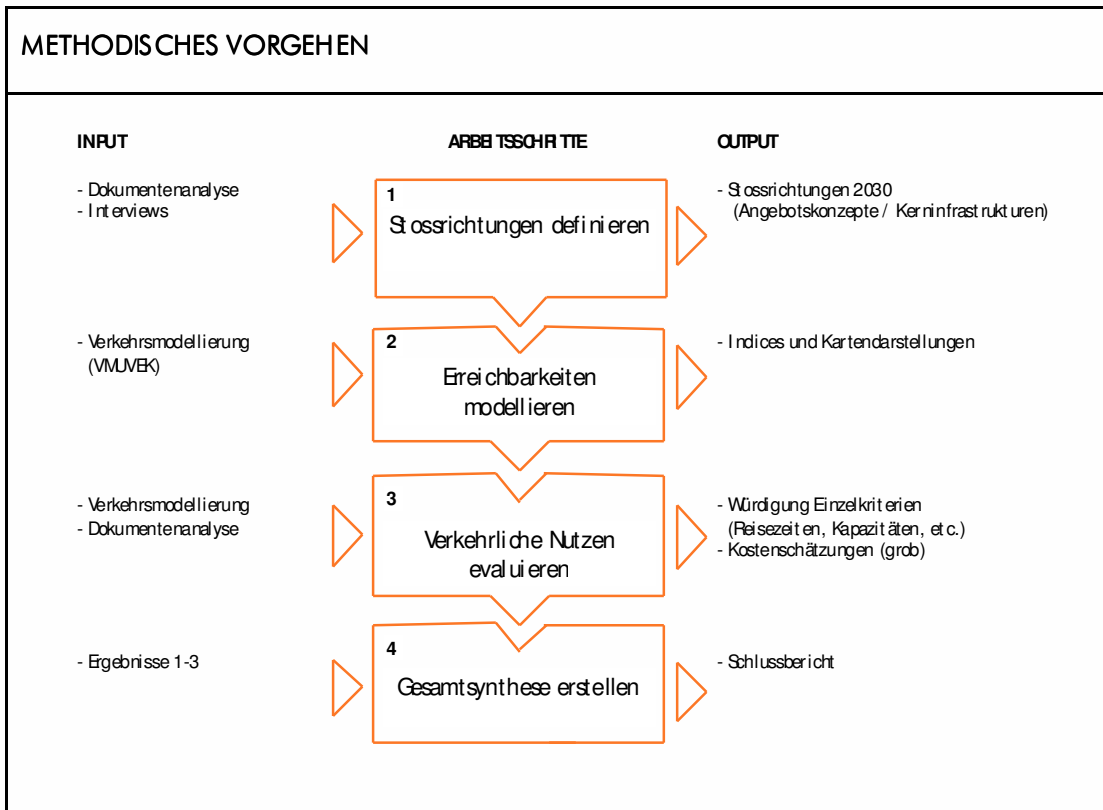 METHODISCHES VORGEHEN
INPUT
ARBEITSSCHRITTE
OUTPUT
- Dokumentenanalyse
- Interviews
1
Stossrichtungen definieren
- Stossrichtungen 2030
(Angebotskonzepte / Kerninfrastrukturen)
- Verkehrsmodellierung
(VMUVEK)
2
Erreichbarkeiten
modellieren
- Indices und Kartendarstellungen
- Verkehrsmodellierung
- Dokumentenanalyse
3
Verkehrliche Nutzen
evaluieren
- Würdigung Einzelkriterien
(Reisezeiten, Kapazitäten, etc.)
- Kostenschätzungen (grob)
- Ergebnisse 1-3
4
Gesamtsynthese erstellen
- Schlussbericht